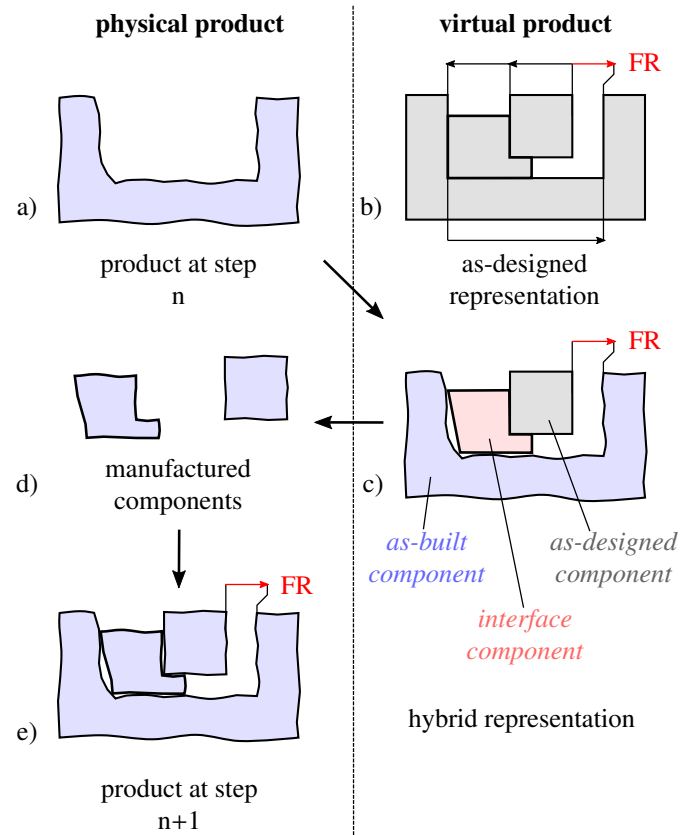 physical product
virtual product
FR
a)
b)
product at step
n
as-designed
representation
FR
d)
manufactured
components
c)
as-built
component
as-designed
component
interface
component
FR
e)
hybrid representation
product at step
n+1